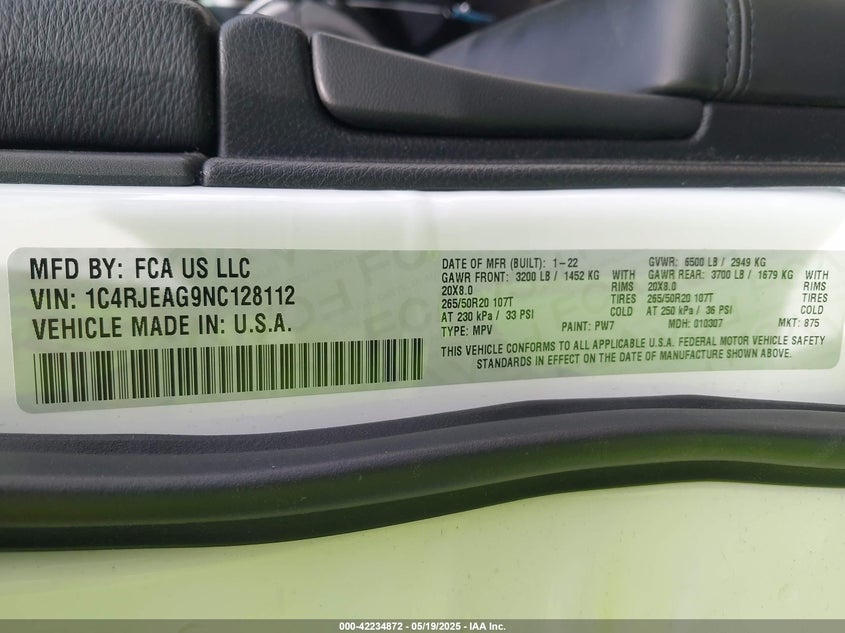 MFD BY: FCA US LLC
VIN: 1C4RJEAG9NC128112
VEHICLE MADE IN: U.S.A.
DATE OF MFR (BUILT): 1-22 GVWR: 6500 LB / 2949 KG
GAWR FRONT: 3200 LB / 1452 KG WITH GAWR REAR: 3700 LB / 1679 KG WITH
20X8.0 RIMS 20X8.0 RIMS
265/50R20 107T TIRES 265/50R20 107T TIRES
AT 230 kPa / 33 PSI COLD AT 250 kPa / 36 PSI COLD
TYPE: MPV PAINT: PW7 MDH: 010307 MKT: 875
THIS VEHICLE CONFORMS TO ALL APPLICABLE U.S.A. FEDERAL MOTOR VEHICLE SAFETY
STANDARDS IN EFFECT ON THE DATE OF MANUFACTURE SHOWN ABOVE.
000-42234872 - 05/19/2025 - IAA Inc.